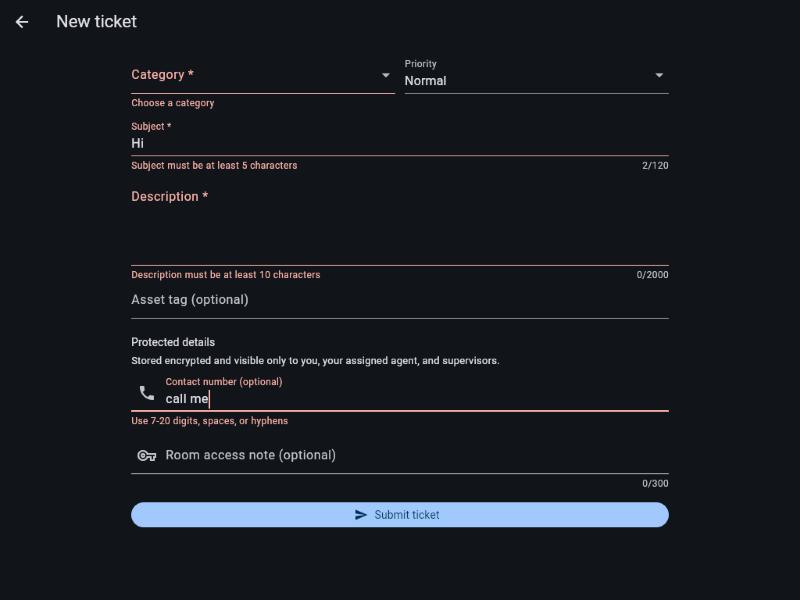 New ticket
Category *
Choose a category
Priority
Normal
Subject *
Hi
Subject must be at least 5 characters
2/120
Description *
Description must be at least 10 characters
0/2000
Asset tag (optional)
Protected details
Stored encrypted and visible only to you, your assigned agent, and supervisors.
Contact number (optional)
call me
Use 7-20 digits, spaces, or hyphens
Room access note (optional)
0/300
Submit ticket